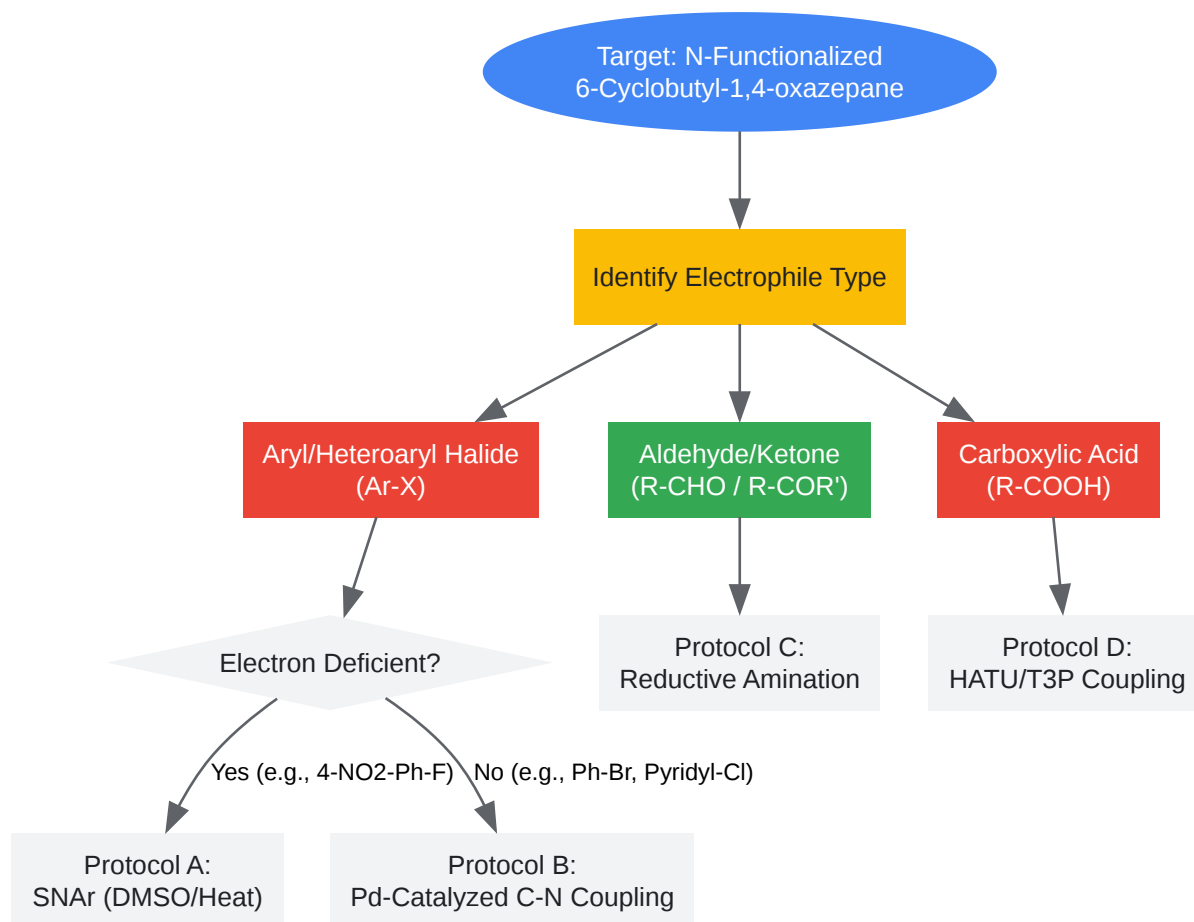 Target: N-Functionalized
6-Cyclobutyl-1,4-oxazepane
Identify Electrophile Type
Aryl/Heteroaryl Halide
(Ar-X)
Aldehyde/Ketone
(R-CHO / R-COR')
Carboxylic Acid
(R-COOH)
Electron Deficient?
Protocol C:
Reductive Amination
Protocol D:
HATU/T3P Coupling
Yes (e.g., 4-NO2-Ph-F)
No (e.g., Ph-Br, Pyridyl-Cl)
Protocol A:
SNAr (DMSO/Heat)
Protocol B:
Pd-Catalyzed C-N Coupling